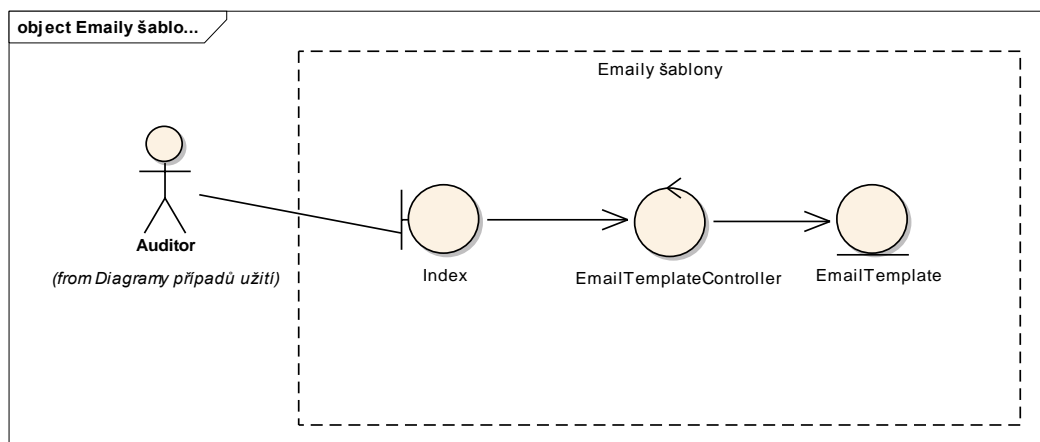 object Emaily šablo...
Emaily šablony
Auditor
(from Diagramy případů užití)
Index
EmailTemplateController
EmailTemplate